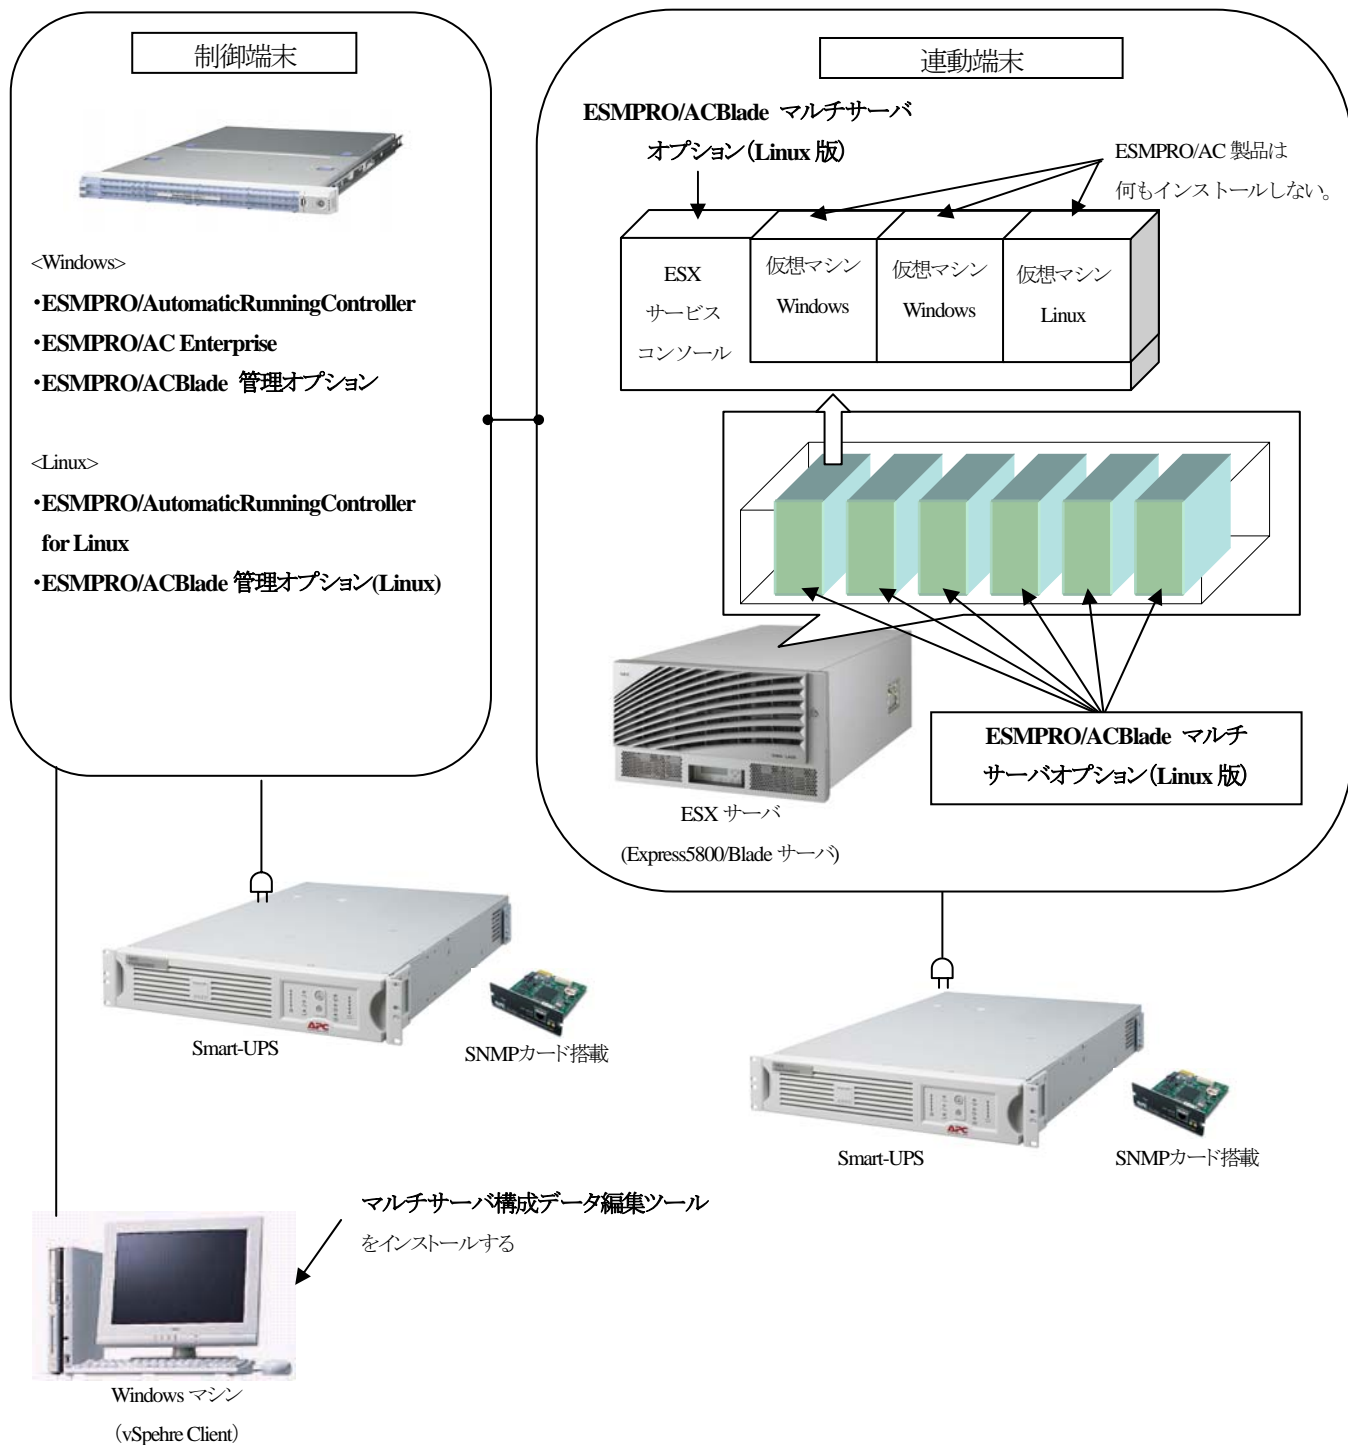 制御端末
<Windows>
・ESMPRO/AutomaticRunningController
・ESMPRO/AC Enterprise
・ESMPRO/ACBlade 管理オプション
<Linux>
・ESMPRO/AutomaticRunningController
for Linux
・ESMPRO/ACBlade 管理オプション(Linux)
連動端末
ESMPRO/ACBlade マルチサーバ
オプション(Linux 版)
ESMPRO/AC 製品は
何もインストールしない。
ESX
サービス
コンソール
仮想マシン
Windows
仮想マシン
Windows
仮想マシン
Linux
ESMPRO/ACBlade マルチ
サーバオプション(Linux 版)
ESX サーバ
(Express5800/Blade サーバ)
APC
Smart-UPS
SNMPカード搭載
APC
Smart-UPS
SNMPカード搭載
マルチサーバ構成データ編集ツール
をインストールする
Windows マシン
(vSpehre Client)